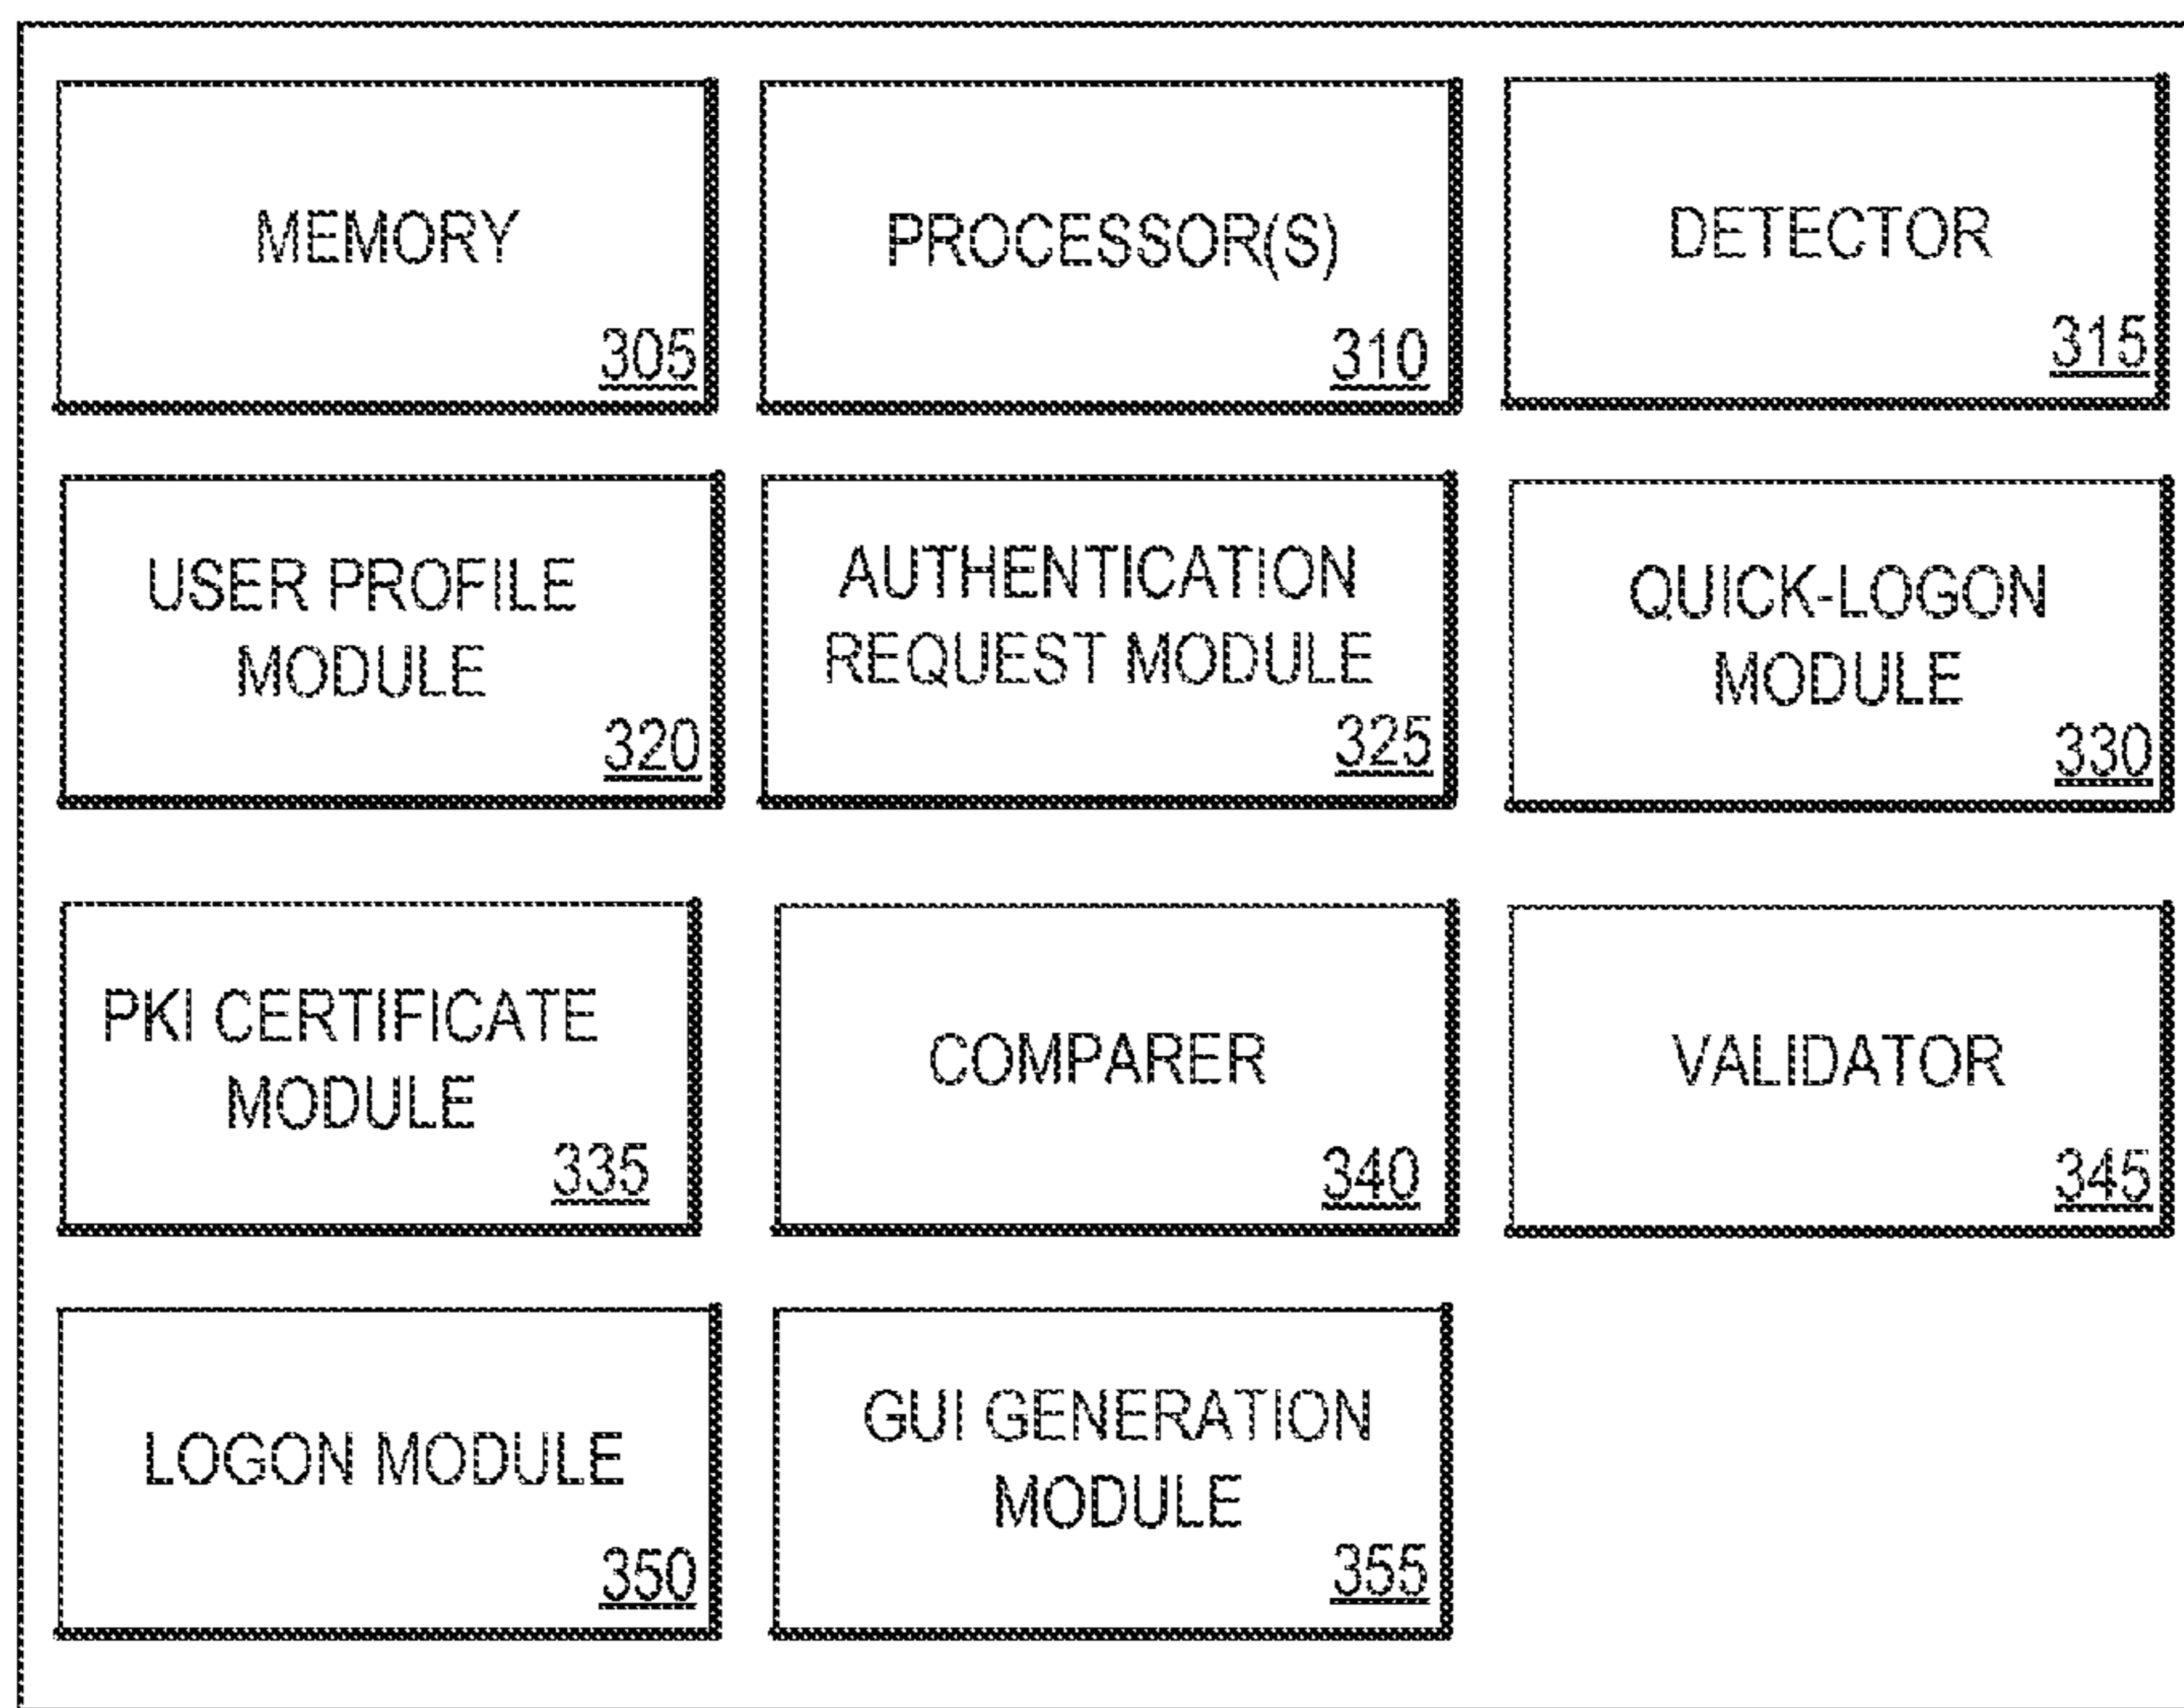 MEMORY
305
PROCESSOR(S)
310
DETECTOR
315
USER PROFILE
MODULE
320
AUTHENTICATION
REQUEST MODULE
325
QUICK-LOGON
MODULE
330
PKI CERTIFICATE
MODULE
335
COMPARER
340
VALIDATOR
345
LOGON MODULE
350
GUI GENERATION
MODULE
355